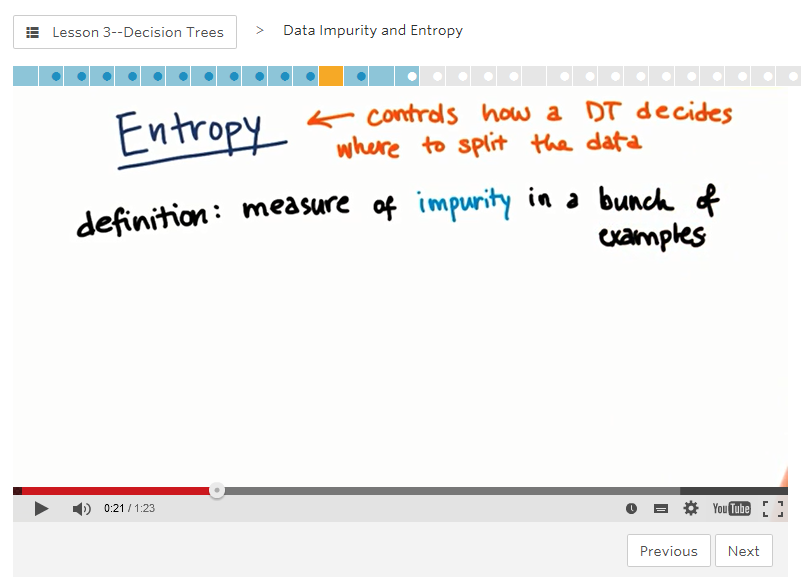 Lesson 3--Decision Trees > Data Impurity and Entropy
Entropy ← controls how a DT decides
where to split the data
definition: measure of impurity in a bunch of
examples
0:21 / 1:23
YouTube
Previous Next